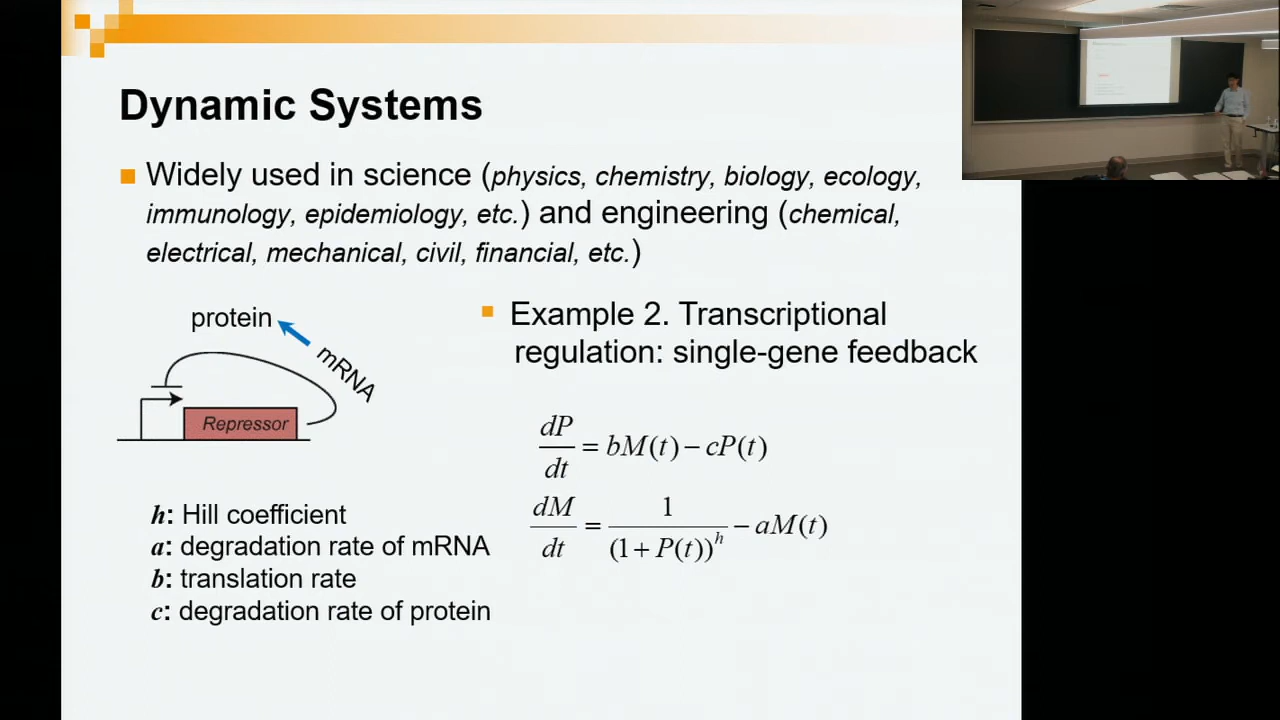 Dynamic Systems
Widely used in science (physics, chemistry, biology, ecology,
immunology, epidemiology, etc.) and engineering (chemical,
electrical, mechanical, civil, financial, etc.)
protein
mRNA
Repressor
h: Hill coefficient
a: degradation rate of mRNA
b: translation rate
c: degradation rate of protein
Example 2. Transcriptional
regulation: single-gene feedback
dP/dt = bM(t) − cP(t)
dM/dt = 1/(1 + P(t))^h − aM(t)